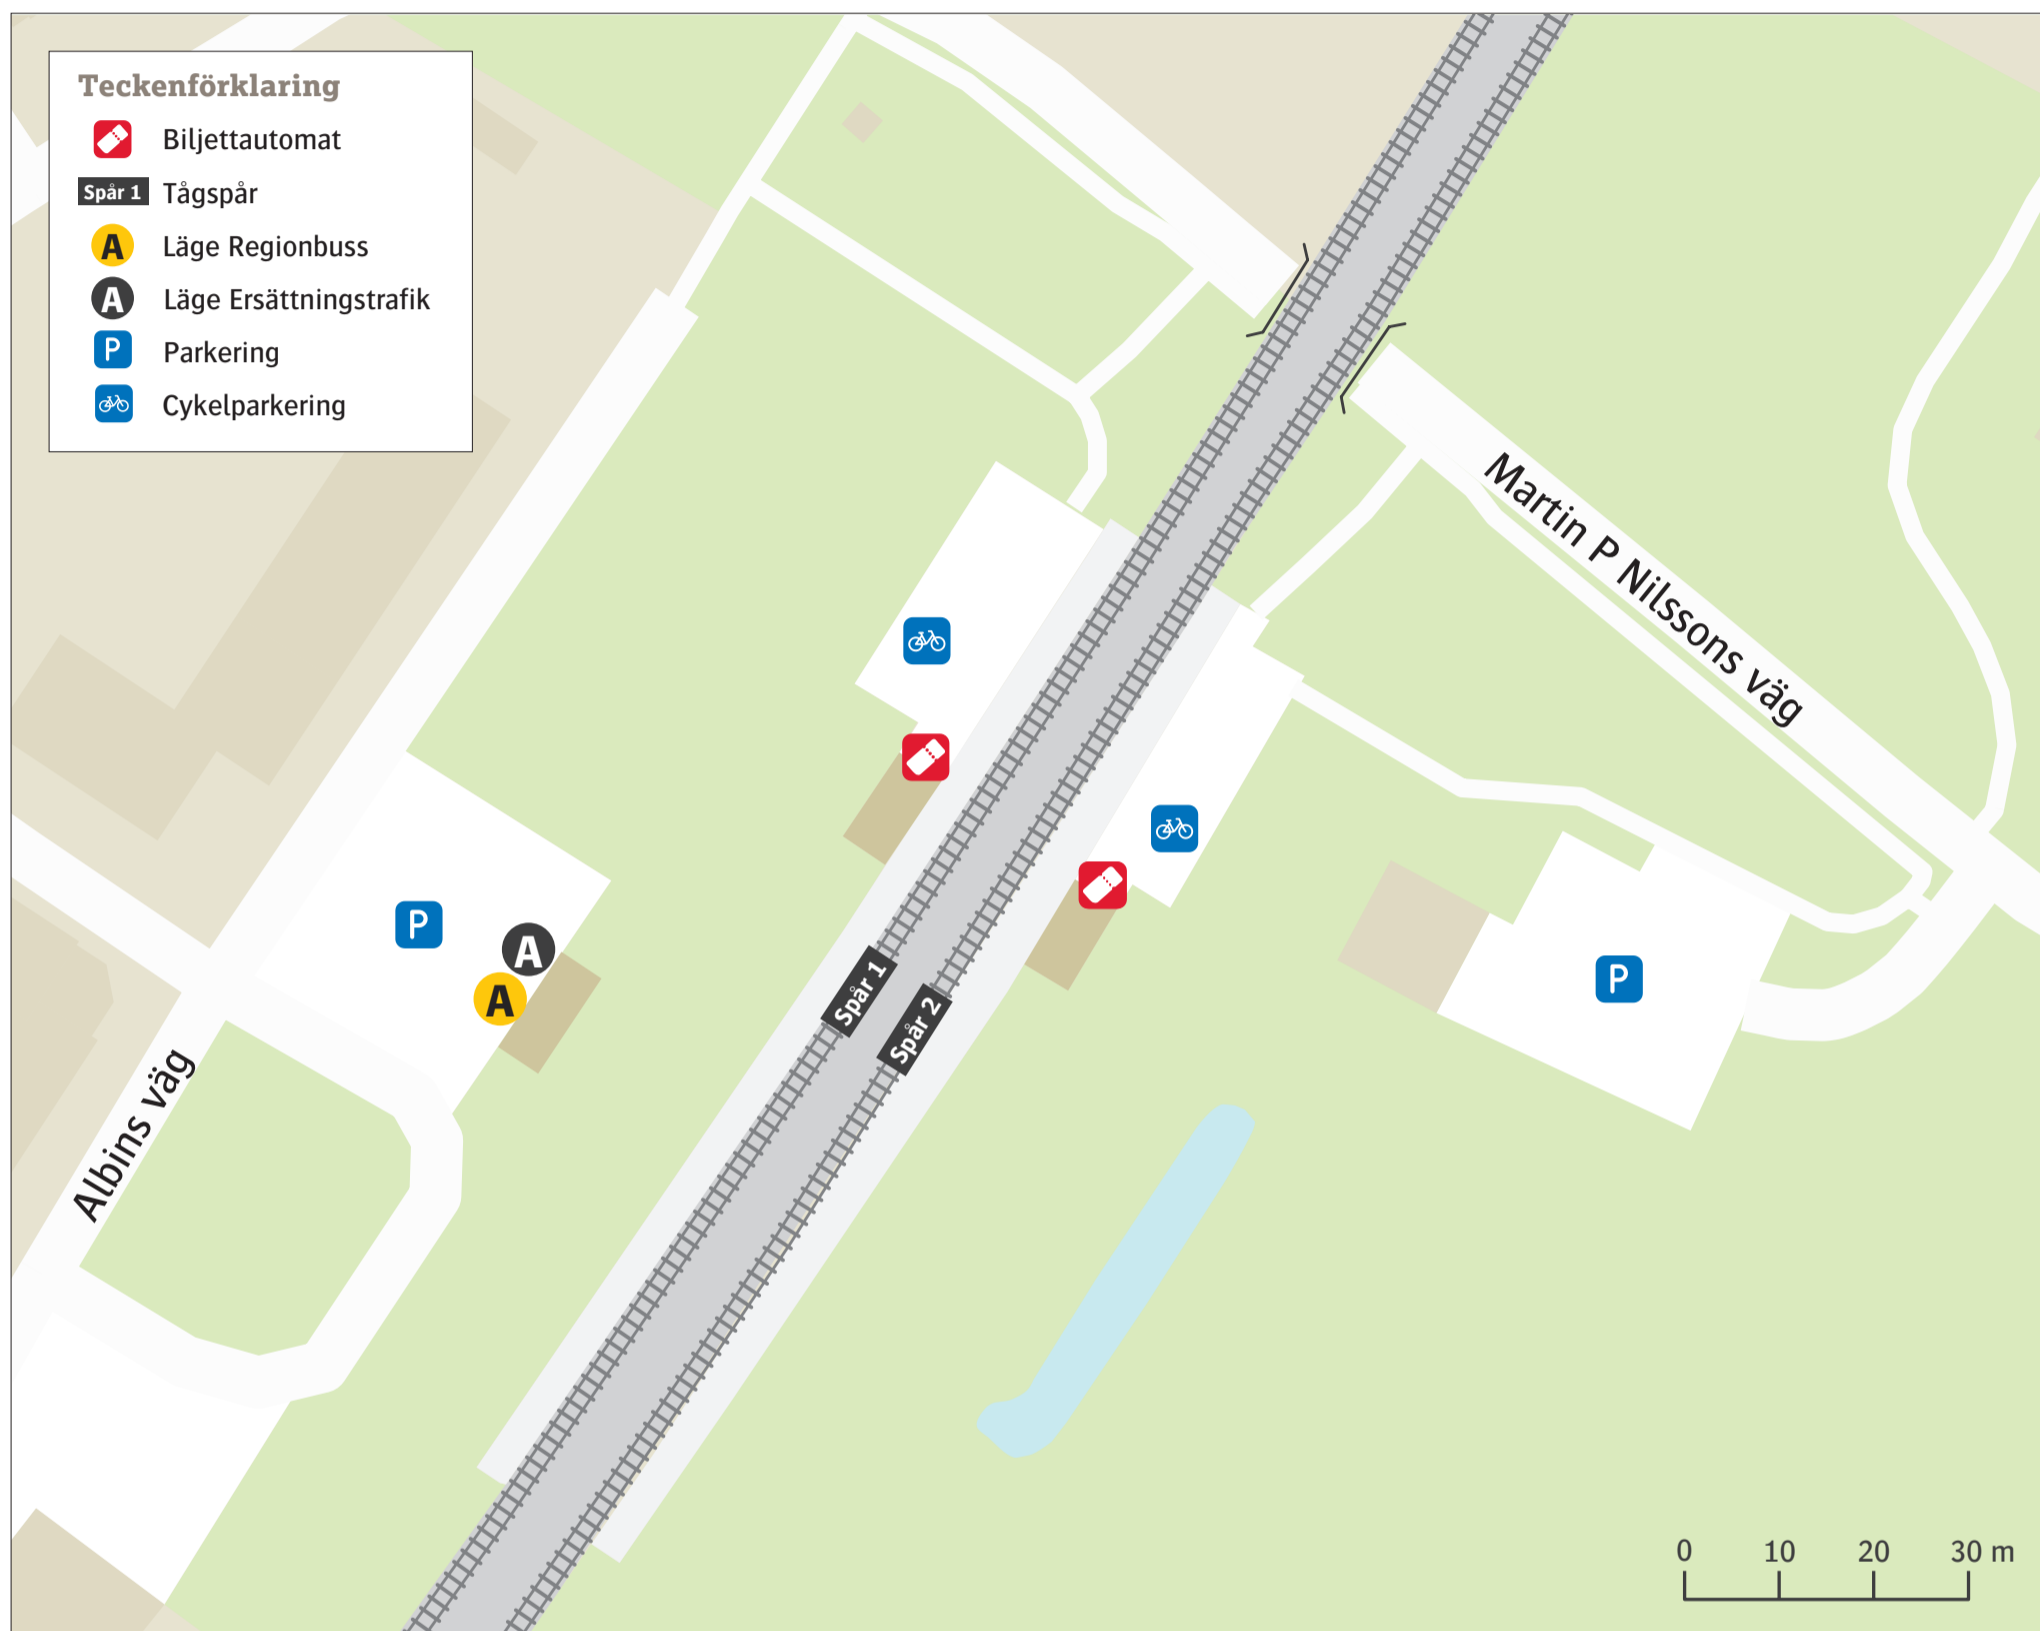 Teckenförklaring
Biljettautomat
Spår 1 Tågspår
A Läge Regionbuss
A Läge Ersättningstrafik
P Parkering
Cykelparkering
Martin P Nilssons väg
P
A
A
Spår 1
Spår 2
P
Albins väg
0 10 20 30 m